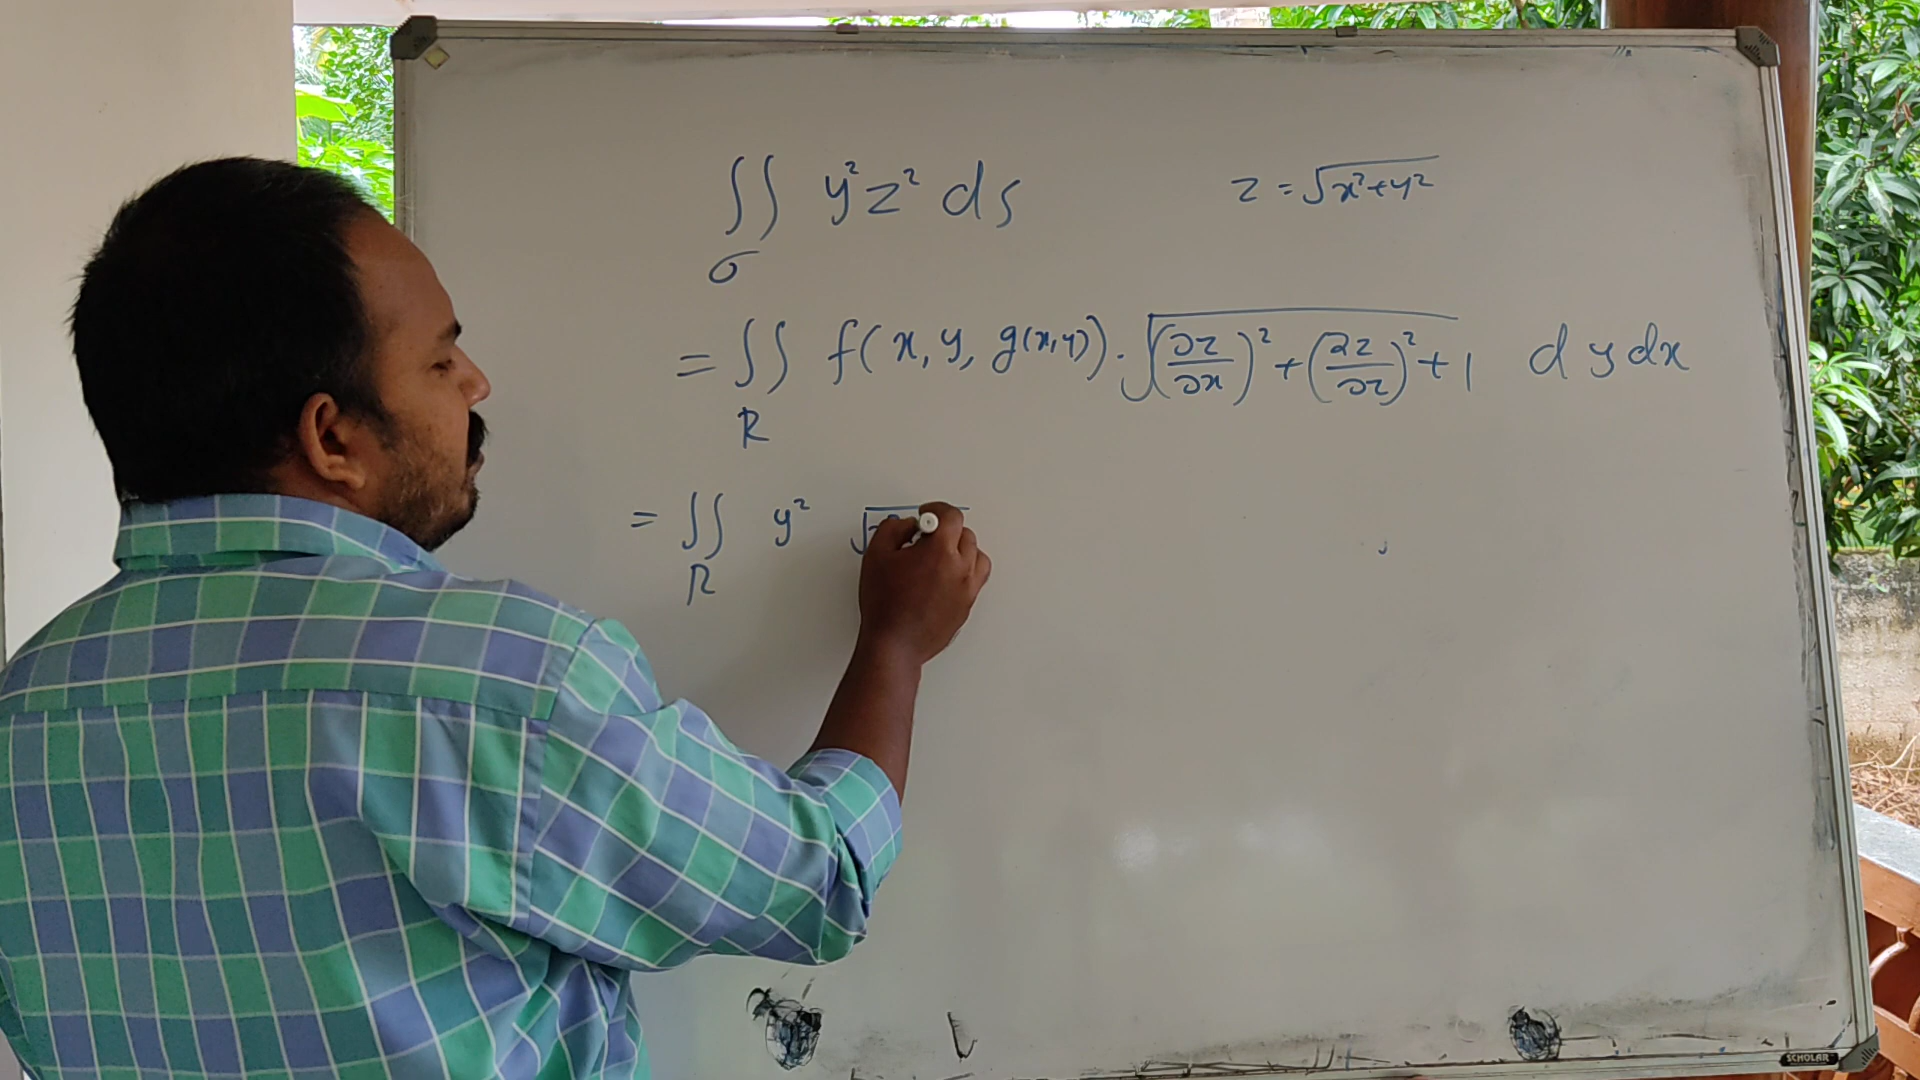 ∬ y²z² ds   z = √x²+y²
σ
= ∬ f(x, y, g(x,y)) . √(∂z/∂x)² + (∂z/∂z)² + 1 dy dx
R
= ∬ y² √
R
SCHOLAR